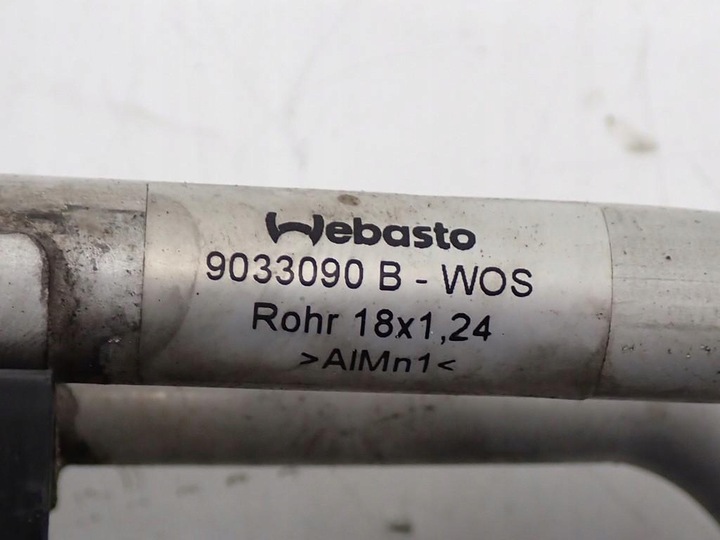 Webasto
9033090 B - WOS
Rohr 18x1,24
>AlMn1<